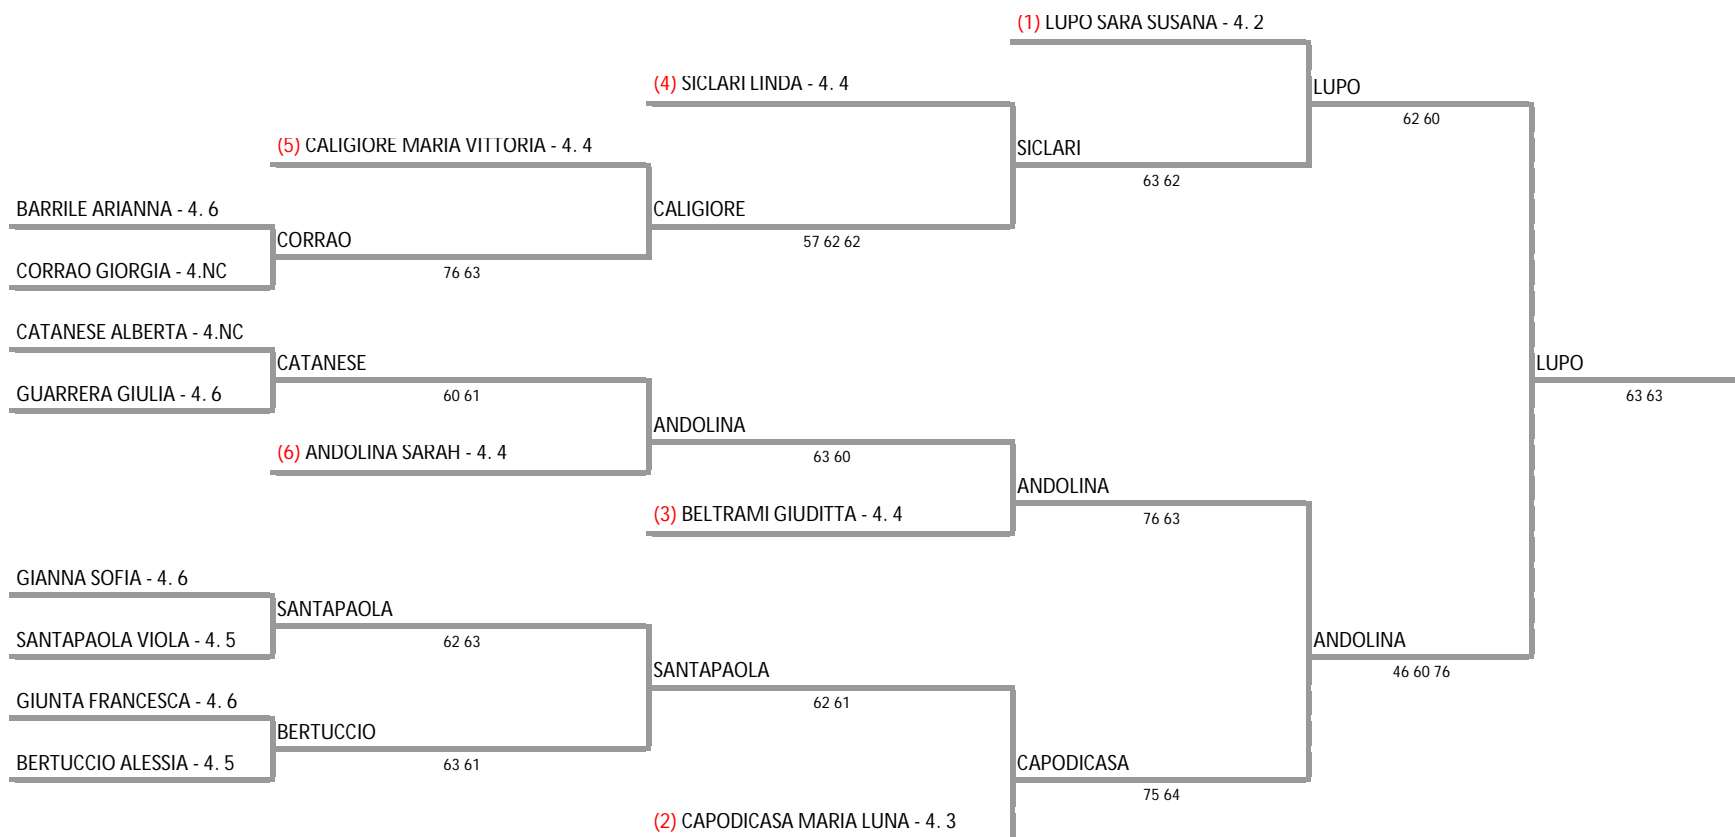 (1) LUPO SARA SUSANA - 4. 2
(4) SICLARI LINDA - 4. 4
LUPO
62 60
(5) CALIGIORE MARIA VITTORIA - 4. 4
SICLARI
63 62
BARRILE ARIANNA - 4. 6
CALIGIORE
57 62 62
CORRAO
76 63
CORRAO GIORGIA - 4.NC
CATANESE ALBERTA - 4.NC
CATANESE
60 61
LUPO
63 63
GUARRERA GIULIA - 4. 6
ANDOLINA
63 60
(6) ANDOLINA SARAH - 4. 4
ANDOLINA
76 63
(3) BELTRAMI GIUDITTA - 4. 4
GIANNA SOFIA - 4. 6
SANTAPAOLA
62 63
SANTAPAOLA VIOLA - 4. 5
ANDOLINA
46 60 76
SANTAPAOLA
62 61
GIUNTA FRANCESCA - 4. 6
BERTUCCIO
63 61
BERTUCCIO ALESSIA - 4. 5
CAPODICASA
75 64
(2) CAPODICASA MARIA LUNA - 4. 3